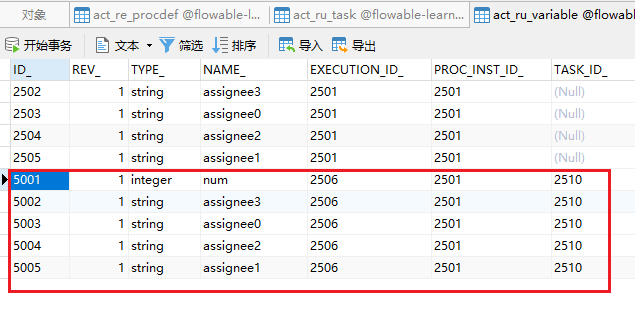 对象 act_re_procdef @flowable-l... act_ru_task @flowable-learn... act_ru_variable @flowabl
开始事务 文本 筛选 排序 导入 导出
ID_ REV_ TYPE_ NAME_ EXECUTION_ID_ PROC_INST_ID_ TASK_ID_
2502 1 string assignee3 2501 2501 (Null)
2503 1 string assignee0 2501 2501 (Null)
2504 1 string assignee2 2501 2501 (Null)
2505 1 string assignee1 2501 2501 (Null)
5001 1 integer num 2506 2501 2510
5002 1 string assignee3 2506 2501 2510
5003 1 string assignee0 2506 2501 2510
5004 1 string assignee2 2506 2501 2510
5005 1 string assignee1 2506 2501 2510